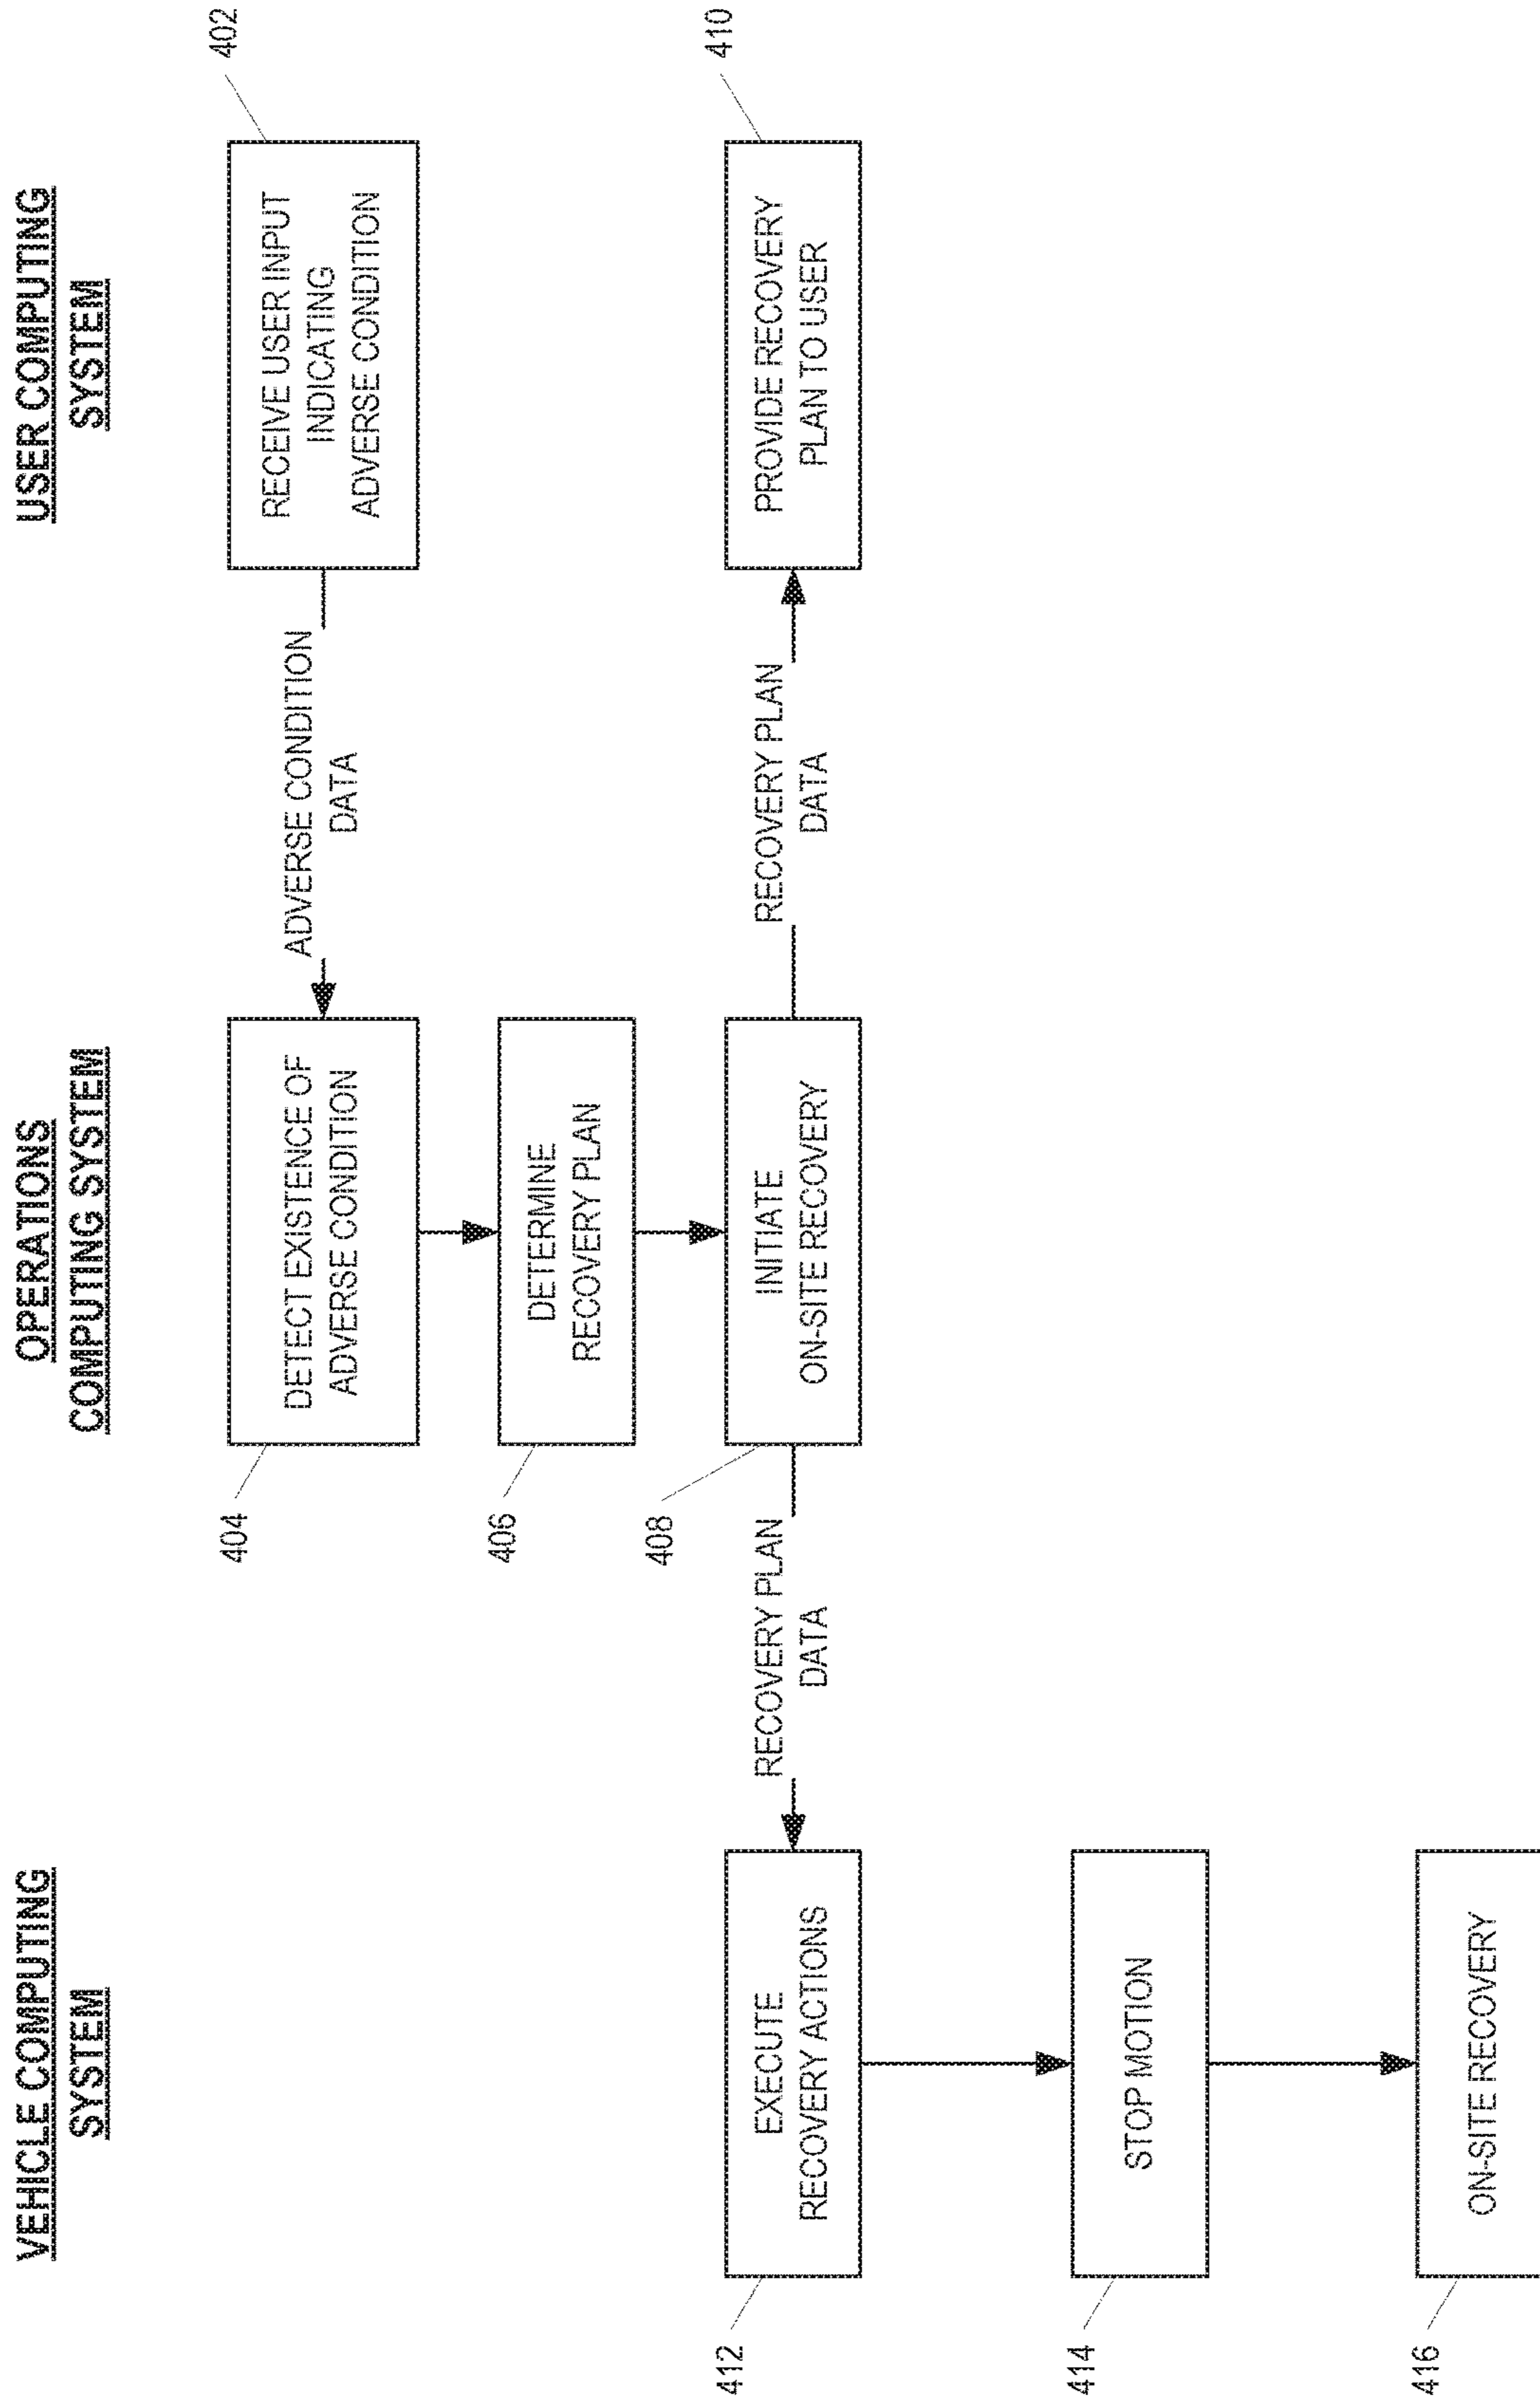 VEHICLE COMPUTING
SYSTEM
OPERATIONS
COMPUTING SYSTEM
USER COMPUTING
SYSTEM
404
DETECT EXISTENCE OF
ADVERSE CONDITION
ADVERSE CONDITION
DATA
RECEIVE USER INPUT
INDICATING
ADVERSE CONDITION
402
406
DETERMINE
RECOVERY PLAN
412
EXECUTE
RECOVERY ACTIONS
RECOVERY PLAN
DATA
408
INITIATE
ON-SITE RECOVERY
RECOVERY PLAN
DATA
PROVIDE RECOVERY
PLAN TO USER
410
414
STOP MOTION
416
ON-SITE RECOVERY